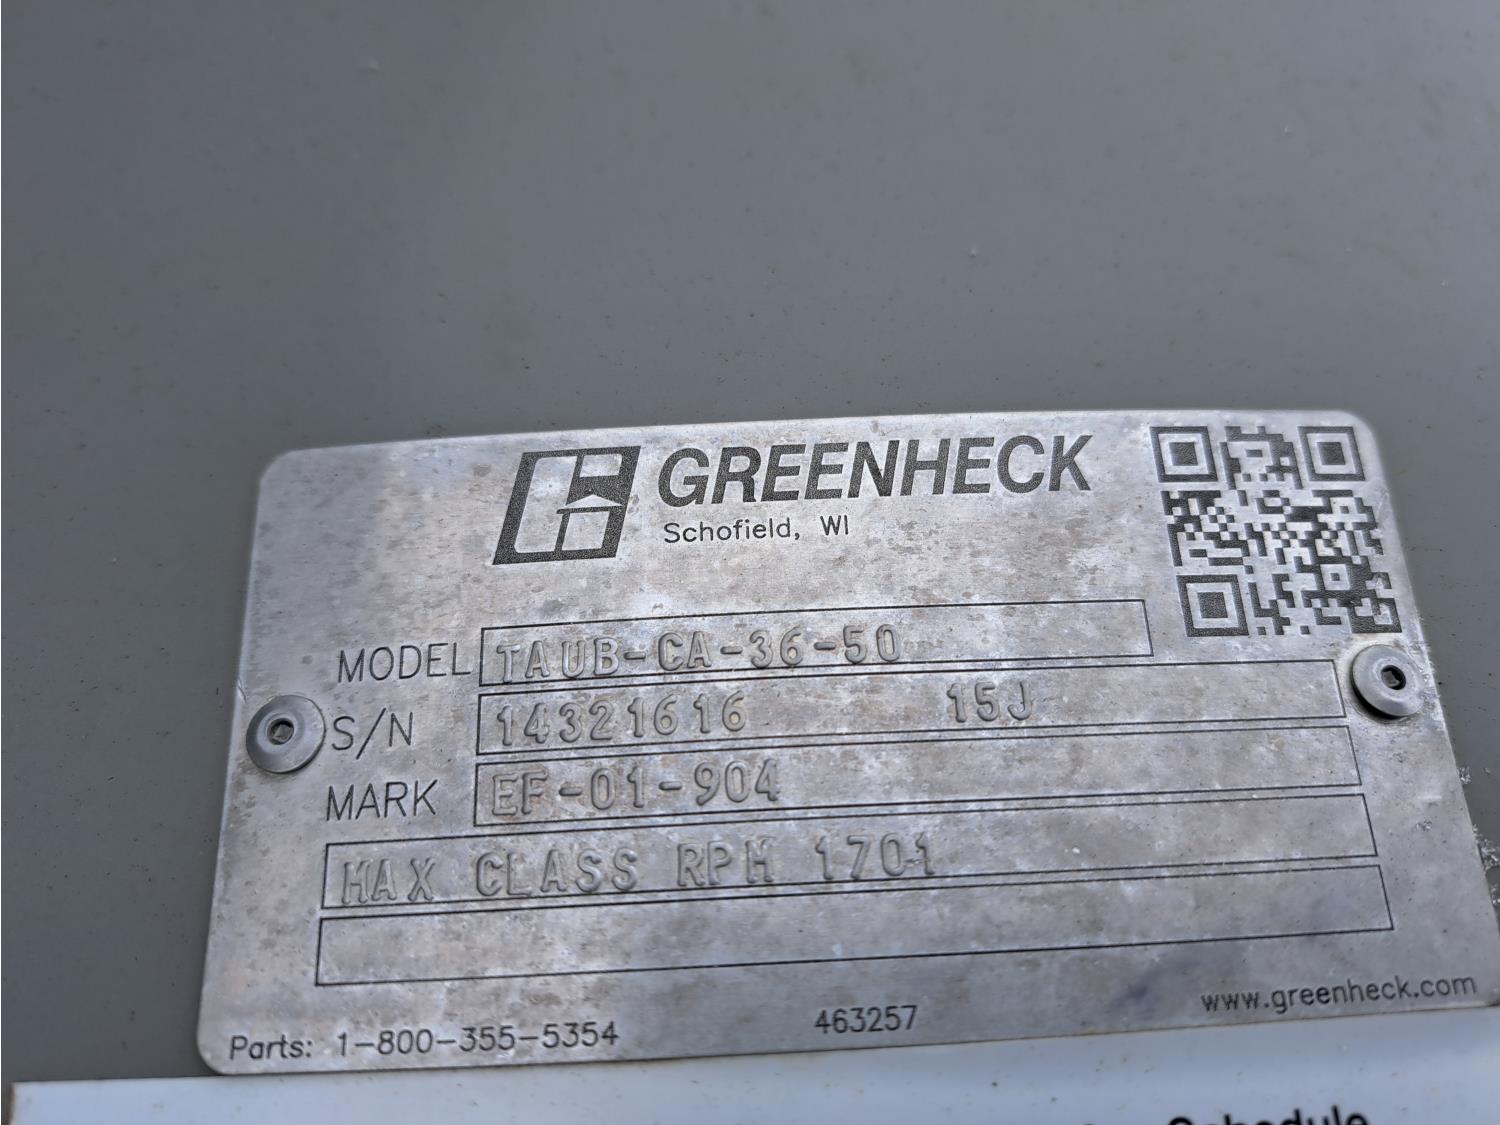 GREENHECK
Schofield, WI
MODEL TAUB-CA-36-50
S/N 14321616 15J
MARK EF-01-904
MAX CLASS RPM 1701
Parts: 1-800-355-5354 463257 www.greenheck.com
Schedule